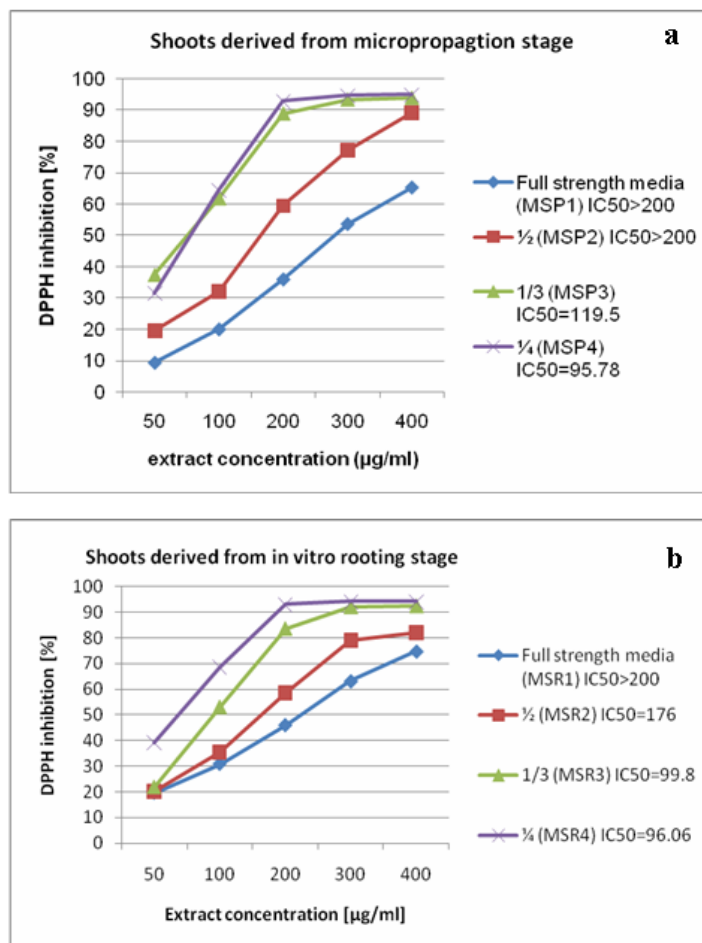 Shoots derived from micropropagtion stage
a
100
90
80
70
60
50
40
30
20
10
0
DPPH inhibition [%]
50 100 200 300 400
extract concentration (µg/ml)
Full strength media
(MSP1) IC50>200
½ (MSP2) IC50>200
1/3 (MSP3)
IC50=119.5
¼ (MSP4)
IC50=95.78
Shoots derived from in vitro rooting stage
b
100
90
80
70
60
50
40
30
20
10
0
DPPH inhibition [%]
50 100 200 300 400
Extract concentration [µg/ml]
Full strength media
(MSR1) IC50>200
½ (MSR2) IC50=176
1/3 (MSR3) IC50=99.8
¼ (MSR4) IC50=96.06